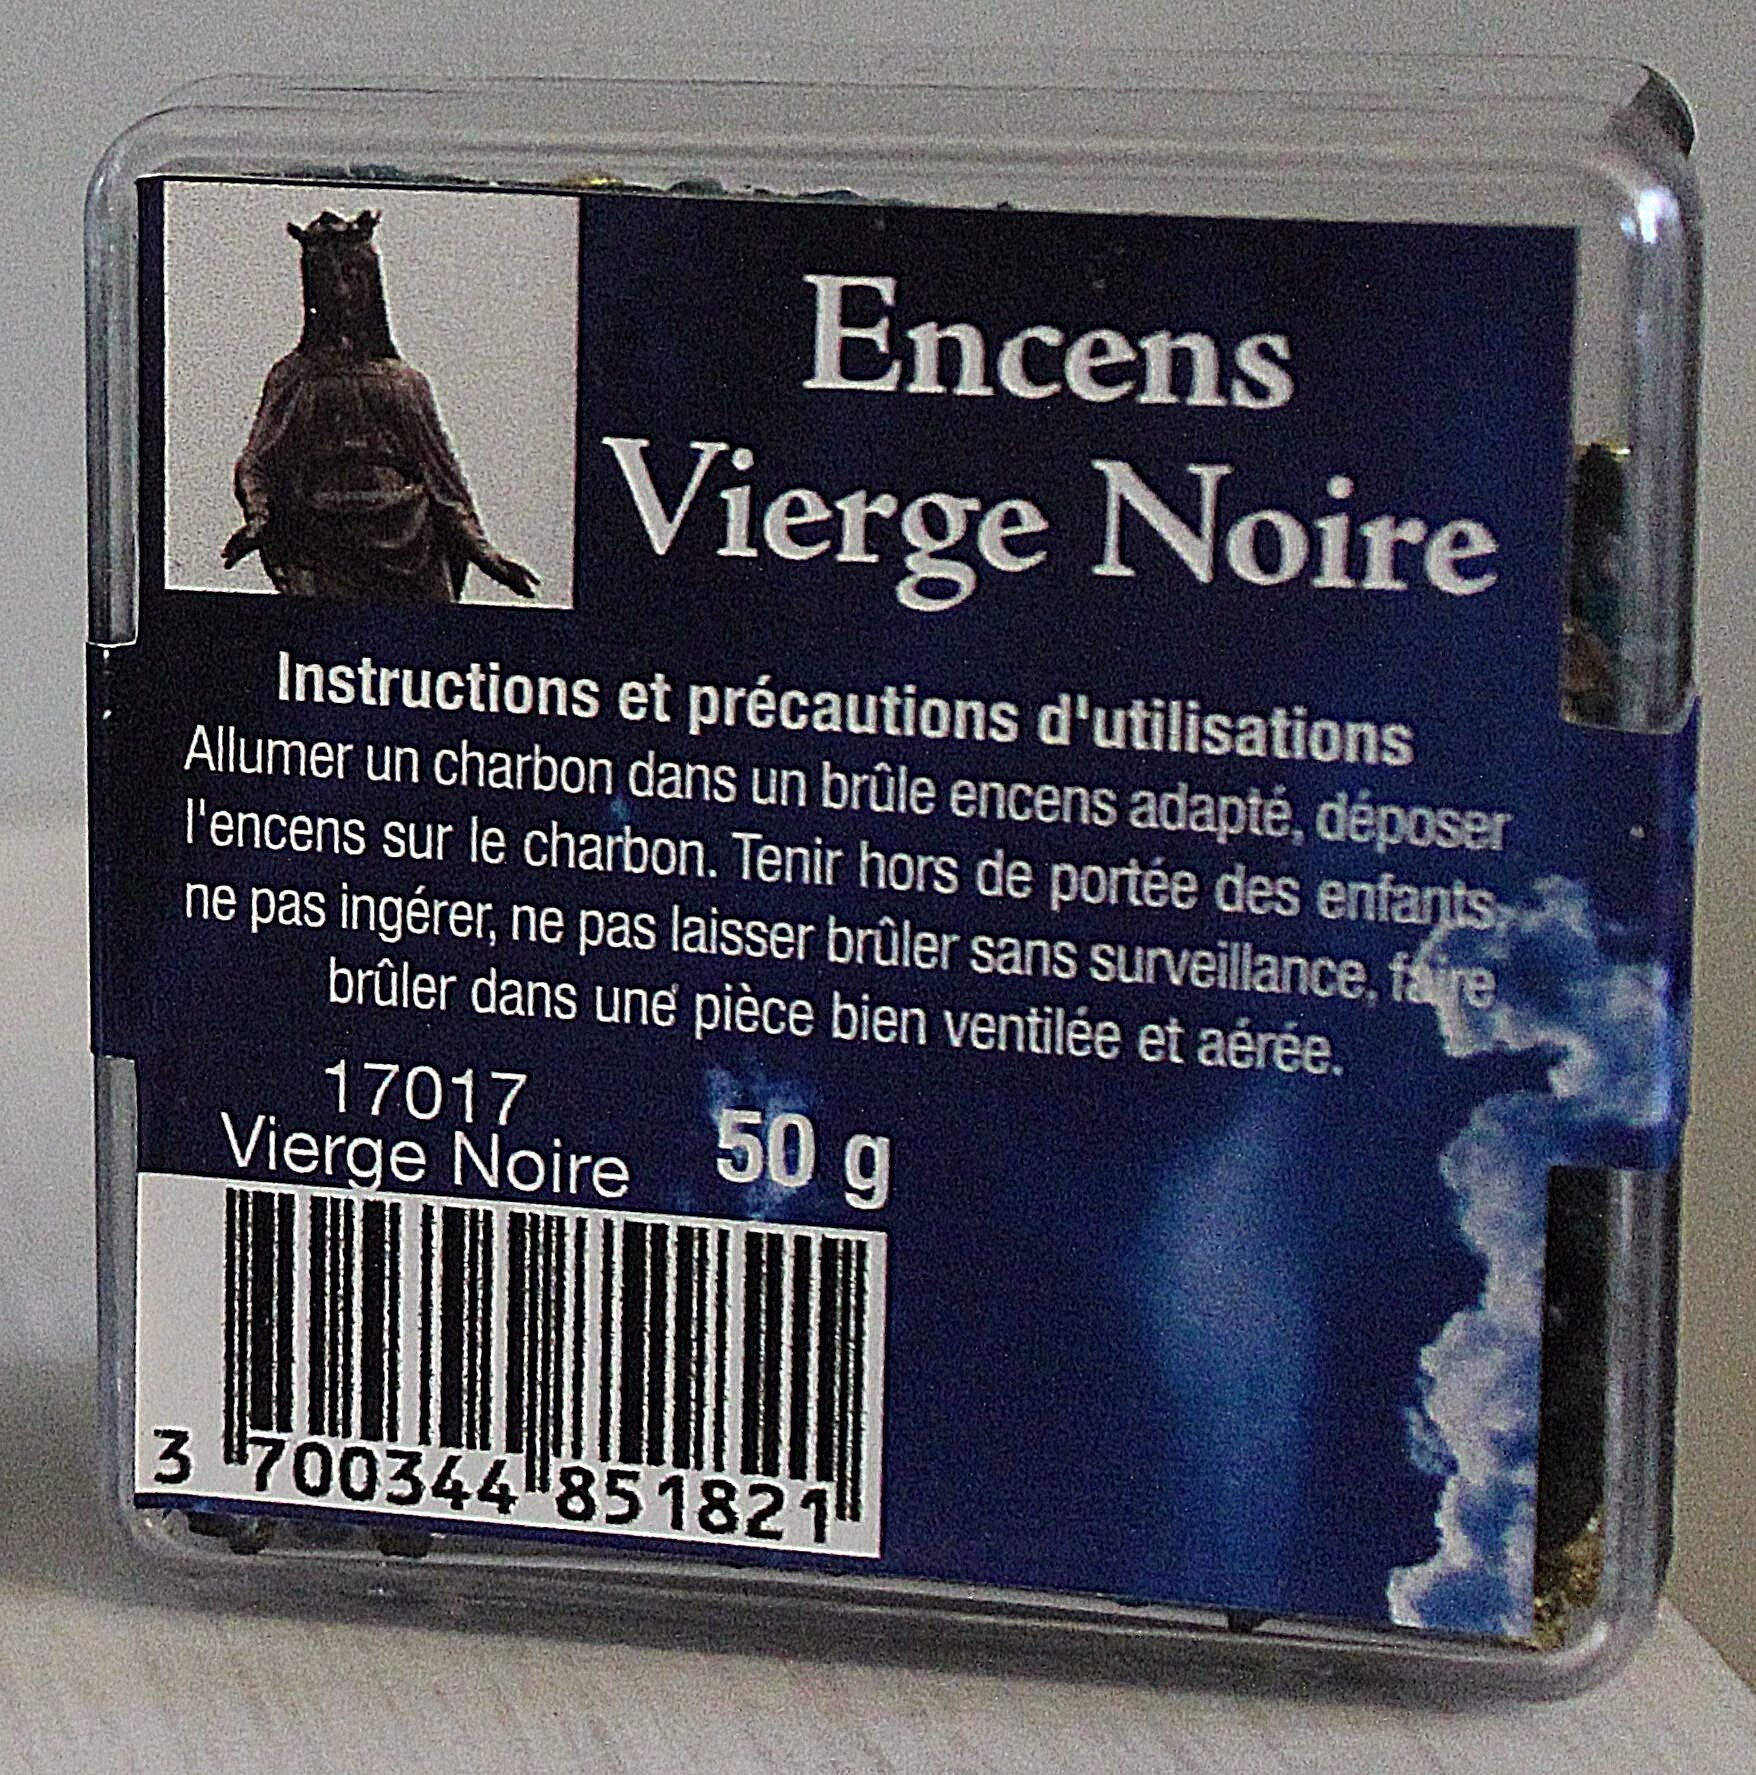 Encens
Vierge Noire
Instructions et précautions d'utilisations
Allumer un charbon dans un brûle encens adapté, déposer
l'encens sur le charbon. Tenir hors de portée des enfants,
ne pas ingérer, ne pas laisser brûler sans surveillance, faire
brûler dans une pièce bien ventilée et aérée.
17017
Vierge Noire
50 g
3 700344 851821